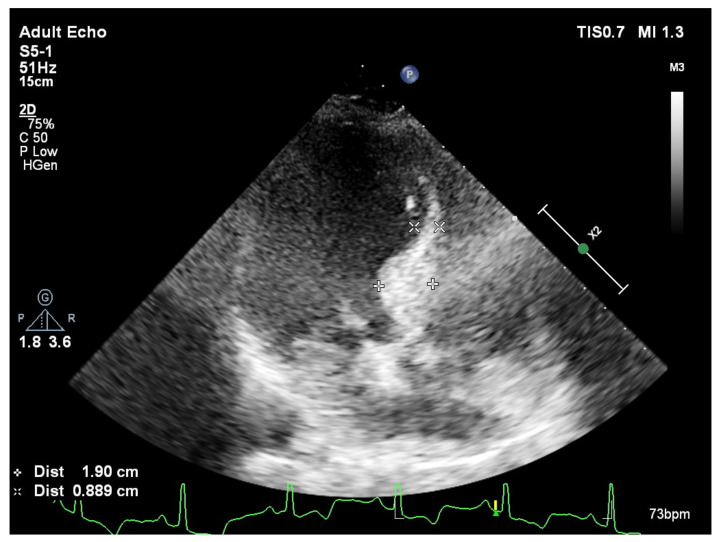 Adult Echo
TIS0.7 MI 1.3
S5-1
51Hz
15cm
M3
2D
75%
C 50
P Low
HGen
P
X2
G
P R
1.8 3.6
Dist 1.90 cm
Dist 0.889 cm
73bpm